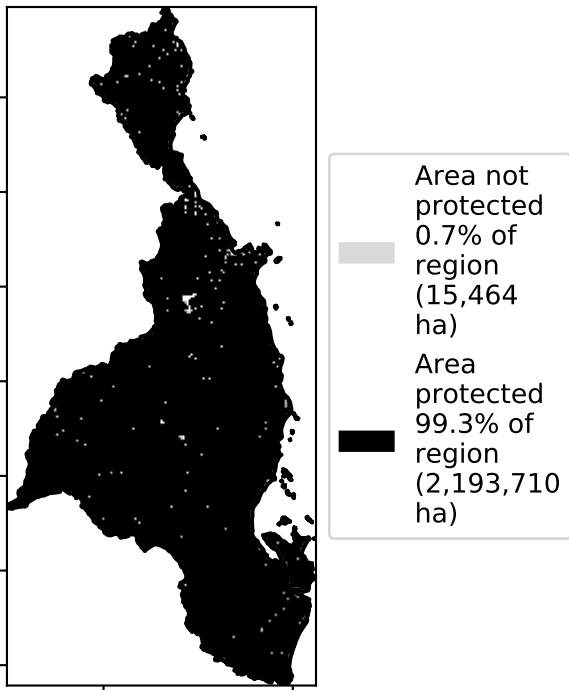 Area not
protected
0.7% of
region
(15,464
ha)
Area
protected
99.3% of
region
(2,193,710
ha)